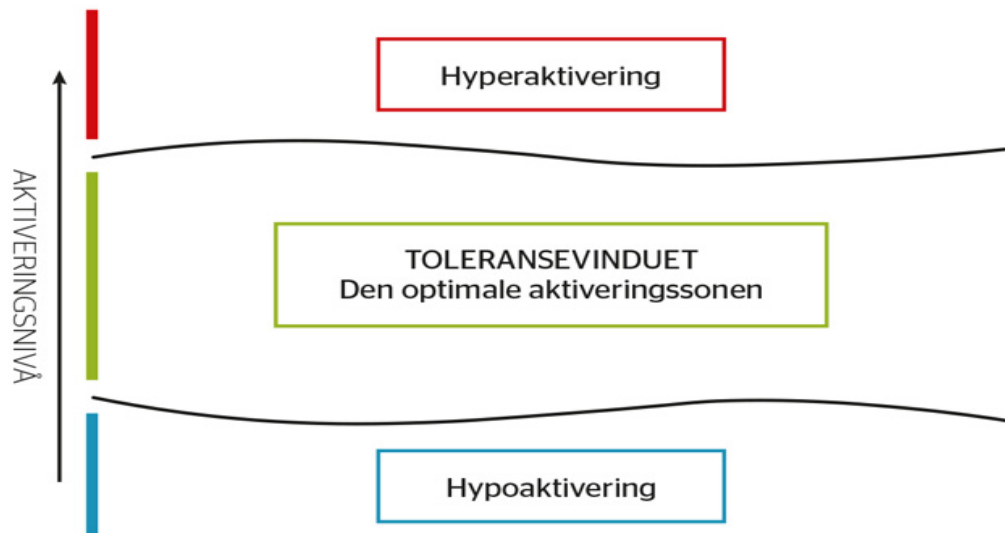 Hyperaktivering
AKTIVERINGSNIVÅ
TOLERANSEVINDUET
Den optimale aktiveringssonen
Hypoaktivering